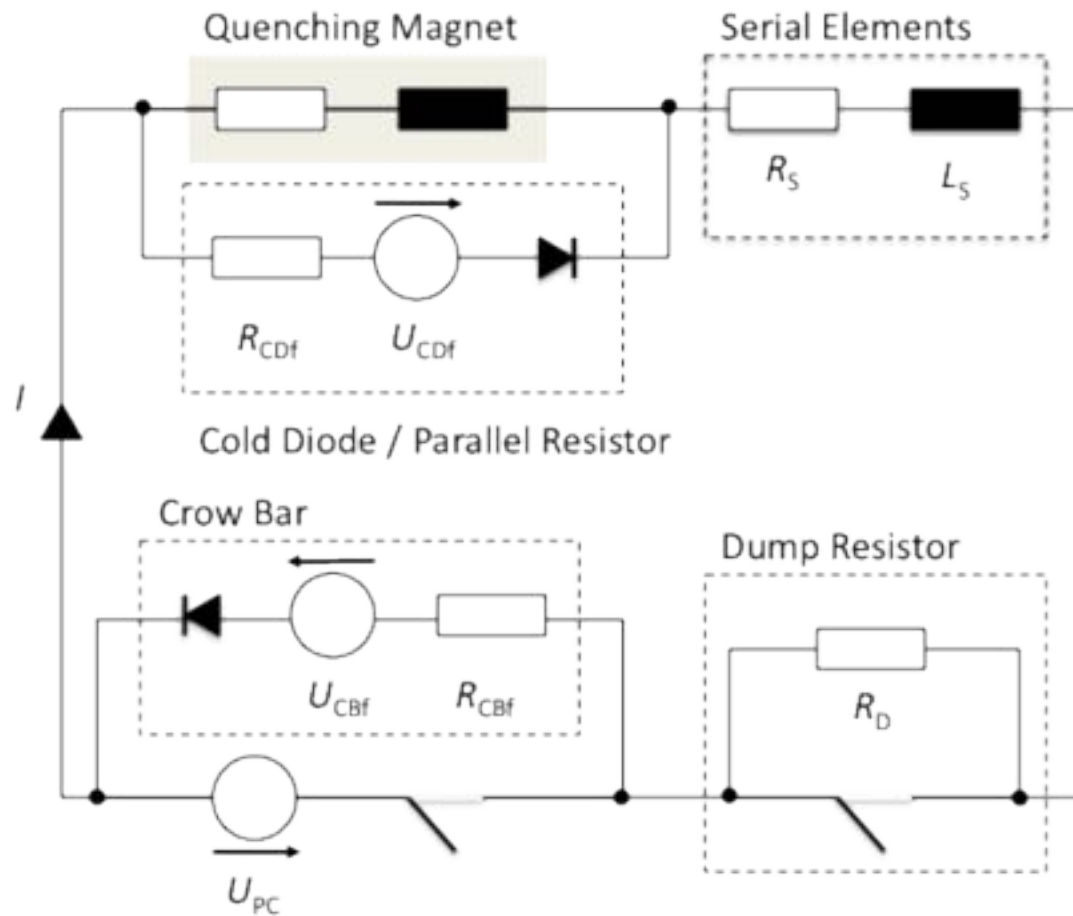 Quenching Magnet
Serial Elements
R_S
L_S
R_CDf
U_CDf
I
Cold Diode / Parallel Resistor
Crow Bar
Dump Resistor
U_CBf
R_CBf
R_D
U_PC